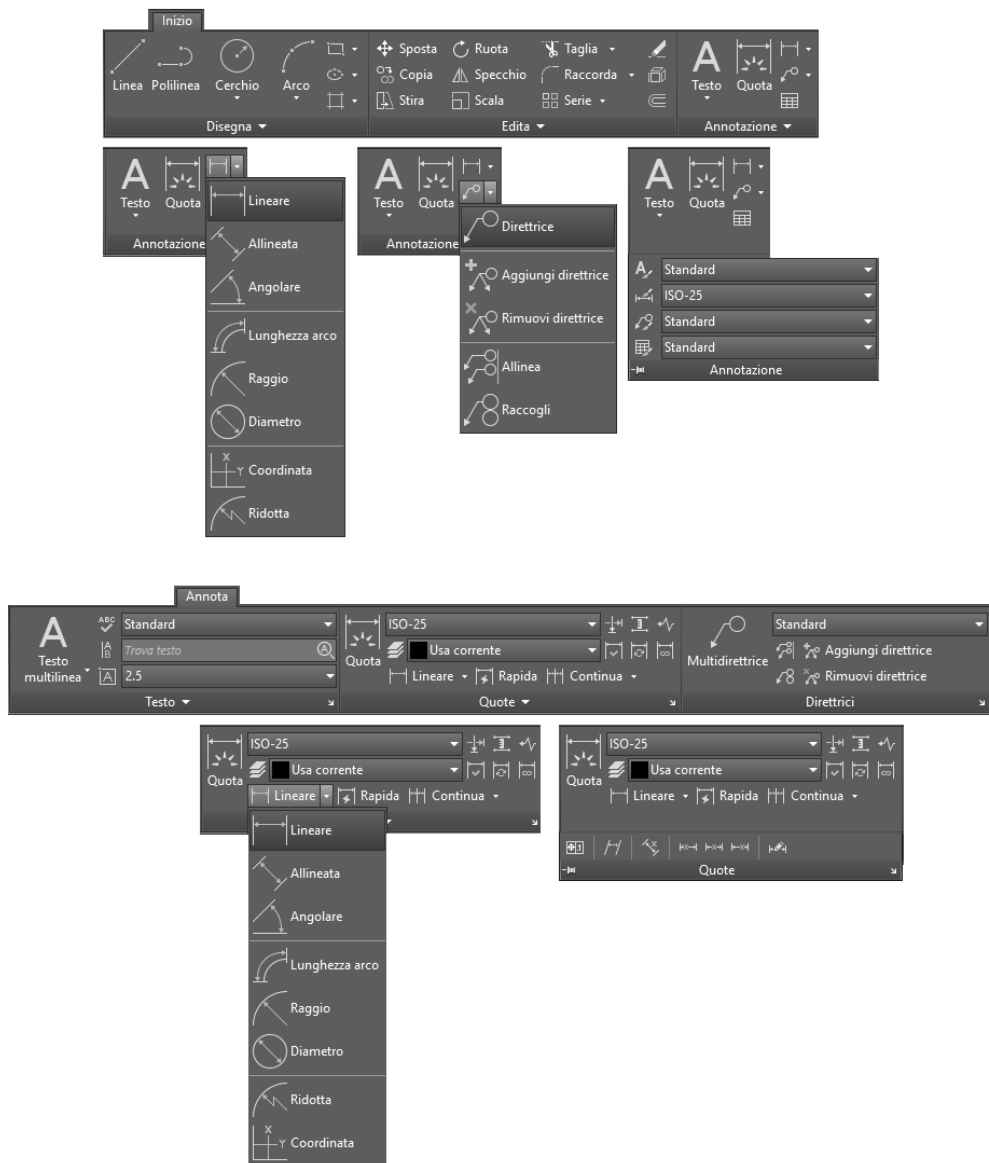 Inizio
Linea Polilinea Cerchio Arco
Sposta Ruota Taglia
Copia Specchio Raccorda
Stira Scala Serie
A
Testo Quota
Disegna Edita Annotazione
A
Testo Quota
Annotazione
Lineare
Allineata
Angolare
Lunghezza arco
Raggio
Diametro
X
Y Coordinata
Ridotta
A
Testo Quota
Annotazione
Direttrice
Aggiungi direttrice
Rimuovi direttrice
Allinea
Raccogli
A
Testo Quota
A Standard
ISO-25
Standard
Standard
Annotazione
Annota
A
Testo
multilinea
ABC Standard
A
B Trova testo A
A 2.5
Testo
Quota
ISO-25
Usa corrente
Lineare Rapida Continua
Quote
Multidirettrice
Standard
Aggiungi direttrice
Rimuovi direttrice
Direttrici
Quota
ISO-25
Usa corrente
Lineare Rapida Continua
Lineare
Allineata
Angolare
Lunghezza arco
Raggio
Diametro
Ridotta
X
Y Coordinata
Quota
ISO-25
Usa corrente
Lineare Rapida Continua
Quote